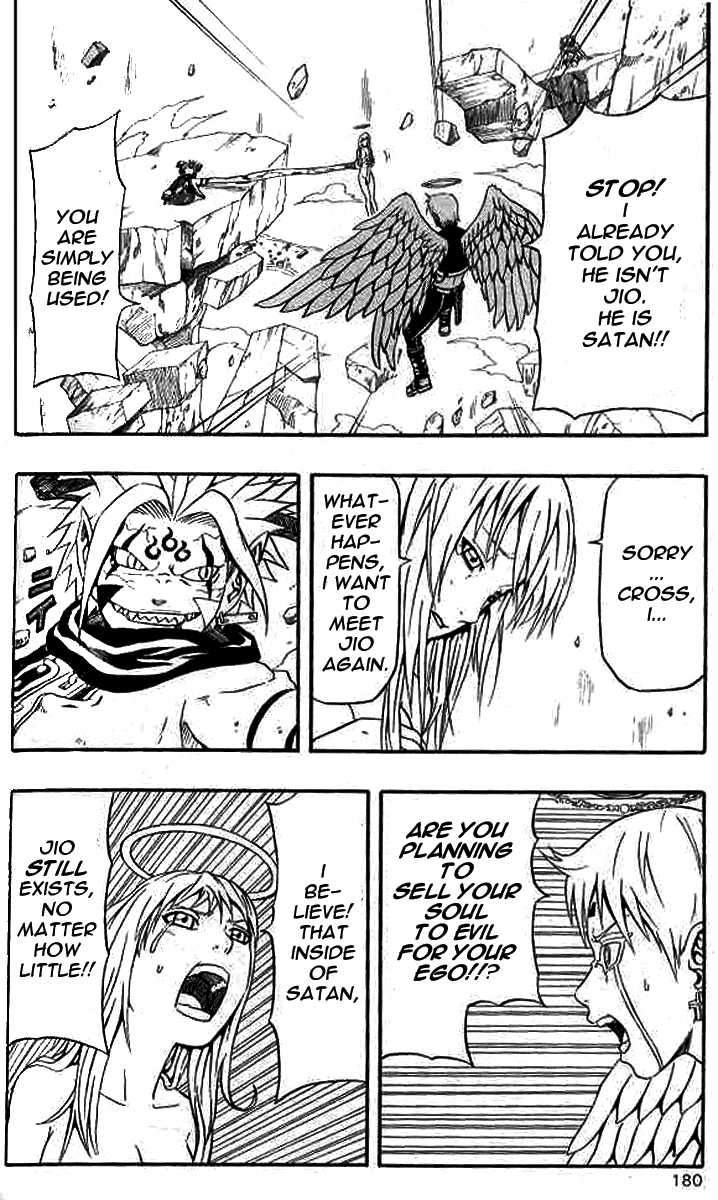 STOP!
I
ALREADY
TOLD YOU,
HE ISN'T
JIO.
HE IS
SATAN!!
YOU
ARE
SIMPLY
BEING
USED!
SORRY
...
CROSS,
I...
WHAT-
EVER
HAP-
PENS,
I WANT
TO
MEET
JIO
AGAIN.
ARE YOU
PLANNING
TO
SELL YOUR
SOUL
TO EVIL
FOR YOUR
EGO!!?
I
BE-
LIEVE!
THAT
INSIDE
OF
SATAN,
JIO
STILL
EXISTS,
NO
MATTER
HOW
LITTLE!!
180